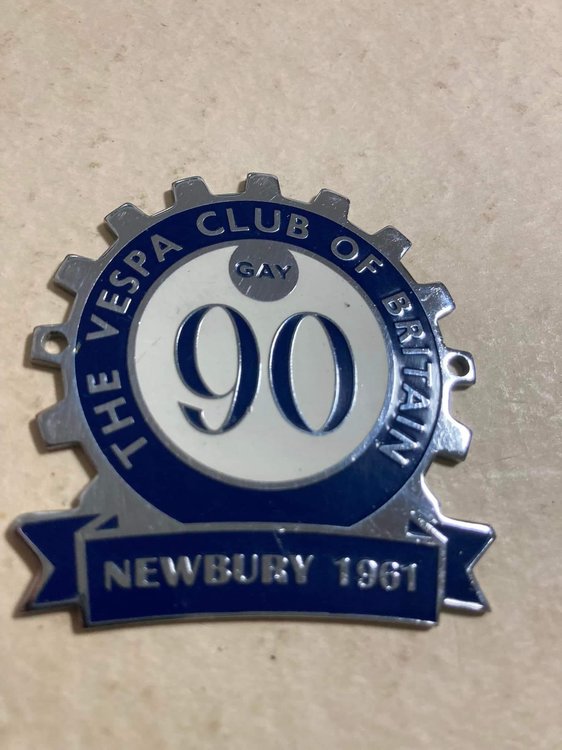 THE VESPA CLUB OF BRITAIN
GAY
90
NEWBURY 1961